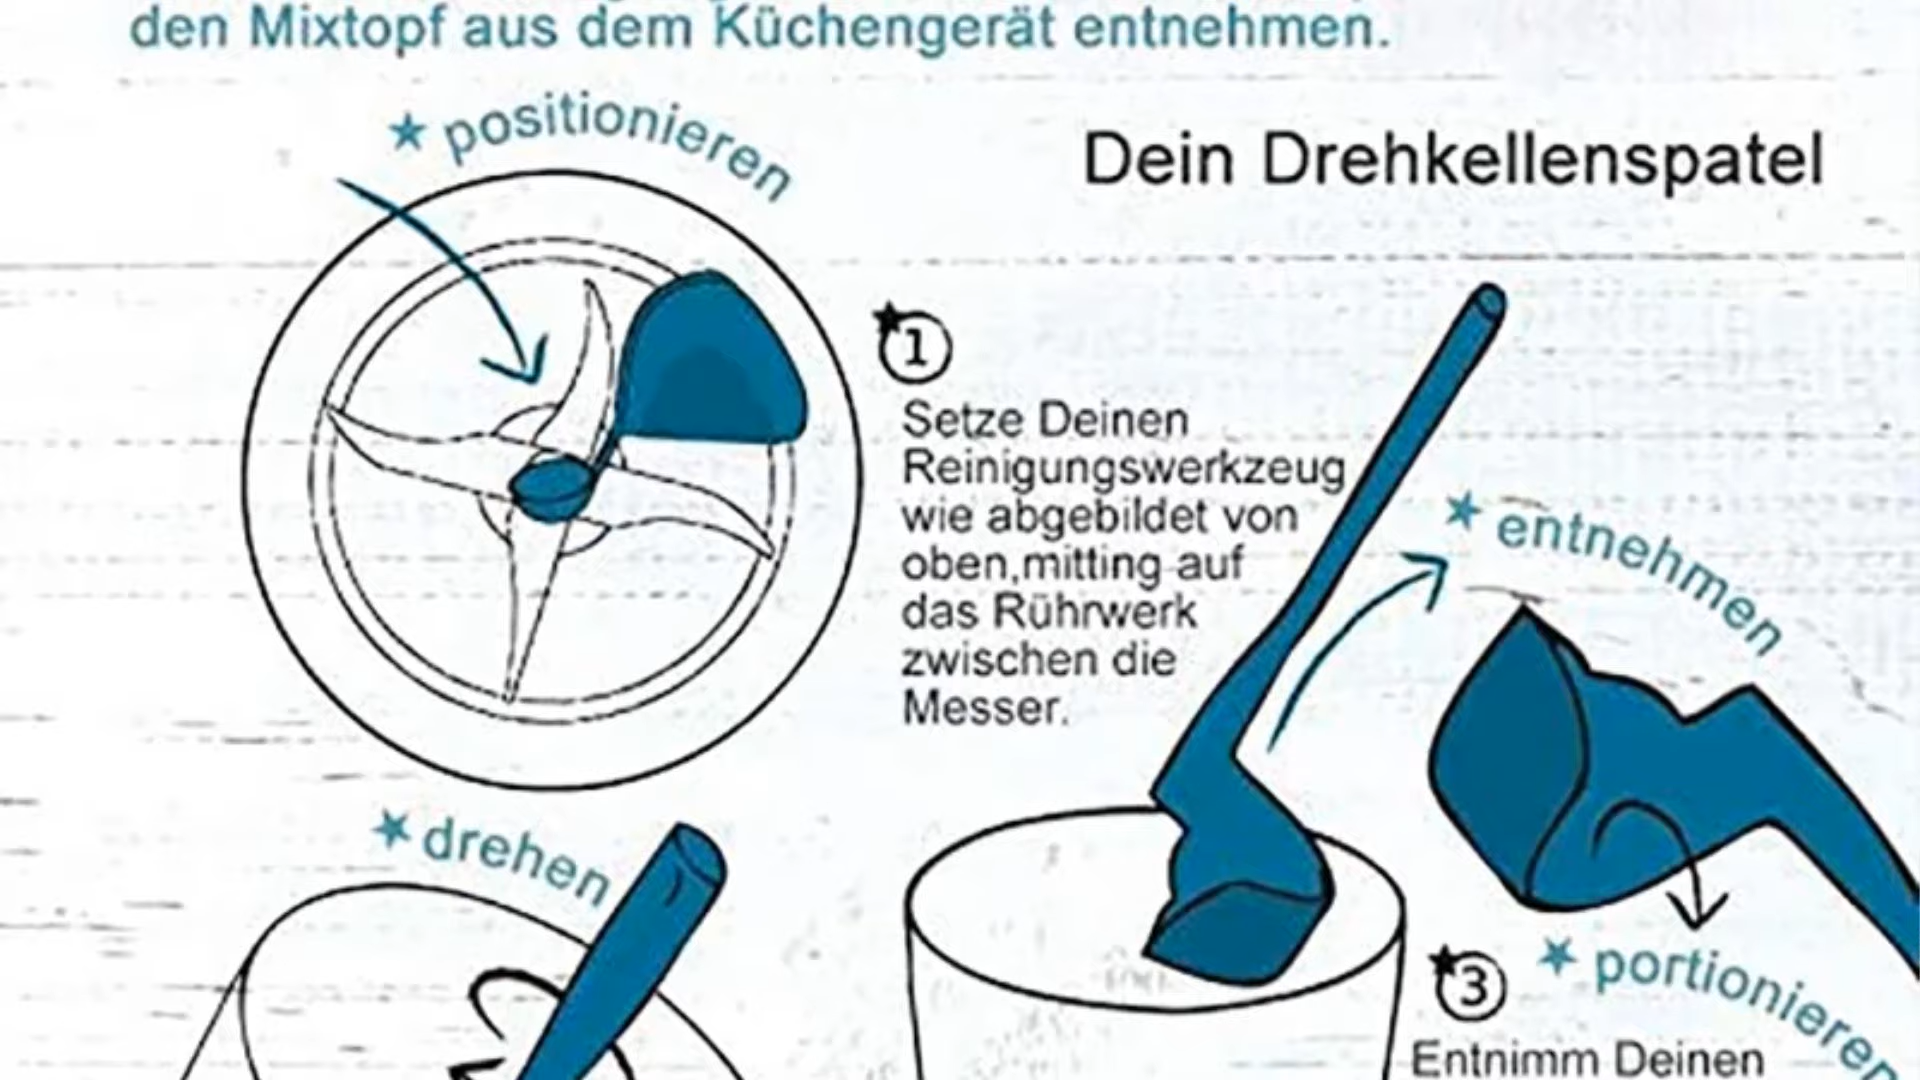 den Mixtopf aus dem Küchengerät entnehmen.
positionieren
Dein Drehkellenspatel
1
Setze Deinen
Reinigungswerkzeug
wie abgebildet von
oben,mitting auf
das Rührwerk
zwischen die
Messer.
entnehmen
drehen
portionieren
3
Entnimm Deinen